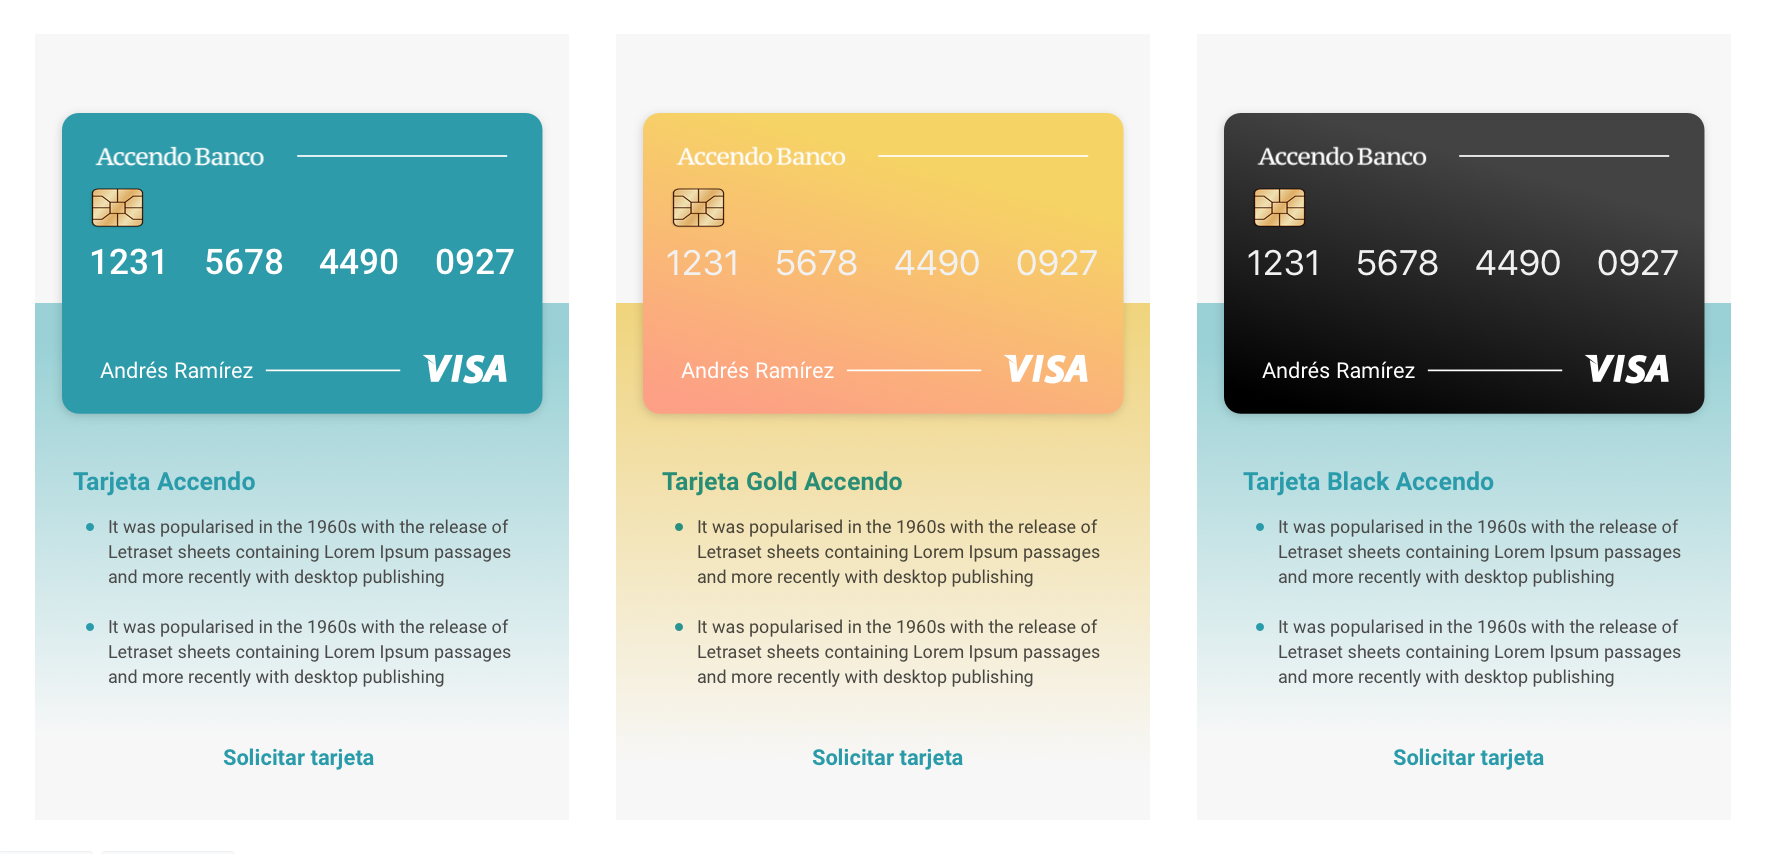 Accendo Banco
1231 5678 4490 0927
Andrés Ramírez VISA
Tarjeta Accendo
It was popularised in the 1960s with the release of
Letraset sheets containing Lorem Ipsum passages
and more recently with desktop publishing
It was popularised in the 1960s with the release of
Letraset sheets containing Lorem Ipsum passages
and more recently with desktop publishing
Solicitar tarjeta
Accendo Banco
1231 5678 4490 0927
Andrés Ramírez VISA
Tarjeta Gold Accendo
It was popularised in the 1960s with the release of
Letraset sheets containing Lorem Ipsum passages
and more recently with desktop publishing
It was popularised in the 1960s with the release of
Letraset sheets containing Lorem Ipsum passages
and more recently with desktop publishing
Solicitar tarjeta
Accendo Banco
1231 5678 4490 0927
Andrés Ramírez VISA
Tarjeta Black Accendo
It was popularised in the 1960s with the release of
Letraset sheets containing Lorem Ipsum passages
and more recently with desktop publishing
It was popularised in the 1960s with the release of
Letraset sheets containing Lorem Ipsum passages
and more recently with desktop publishing
Solicitar tarjeta